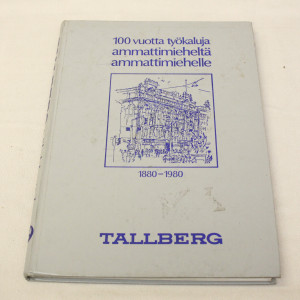 100 vuotta työkaluja
ammattimieheltä
ammattimiehelle
1880–1980
TALLBERG